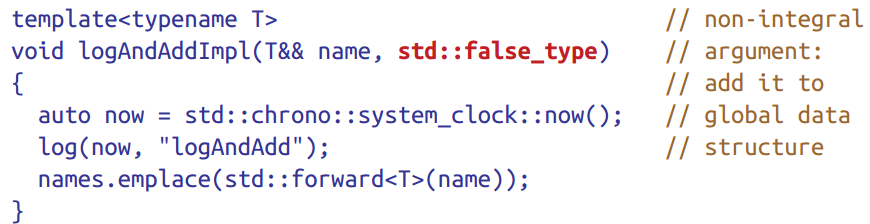 template<typename T> // non-integral
void logAndAddImpl(T&& name, std::false_type) // argument:
{ // add it to
auto now = std::chrono::system_clock::now(); // global data
log(now, "logAndAdd"); // structure
names.emplace(std::forward<T>(name));
}